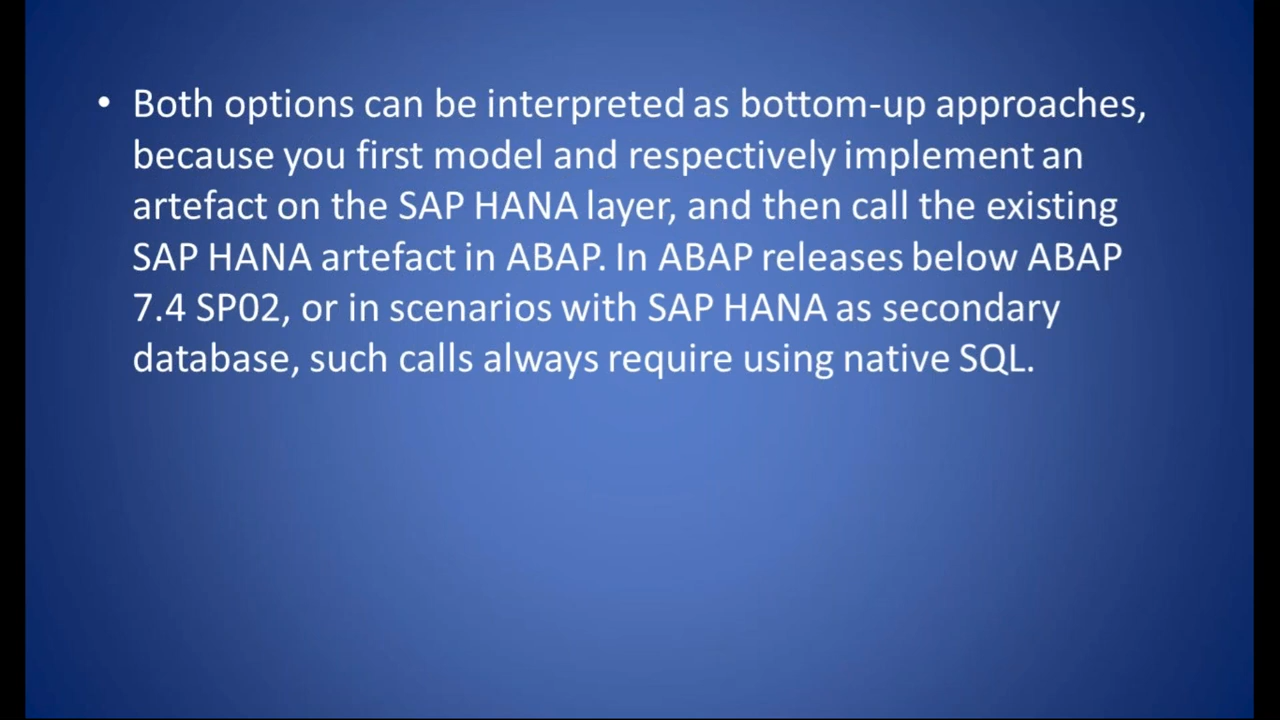 • Both options can be interpreted as bottom-up approaches,
because you first model and respectively implement an
artefact on the SAP HANA layer, and then call the existing
SAP HANA artefact in ABAP. In ABAP releases below ABAP
7.4 SP02, or in scenarios with SAP HANA as secondary
database, such calls always require using native SQL.